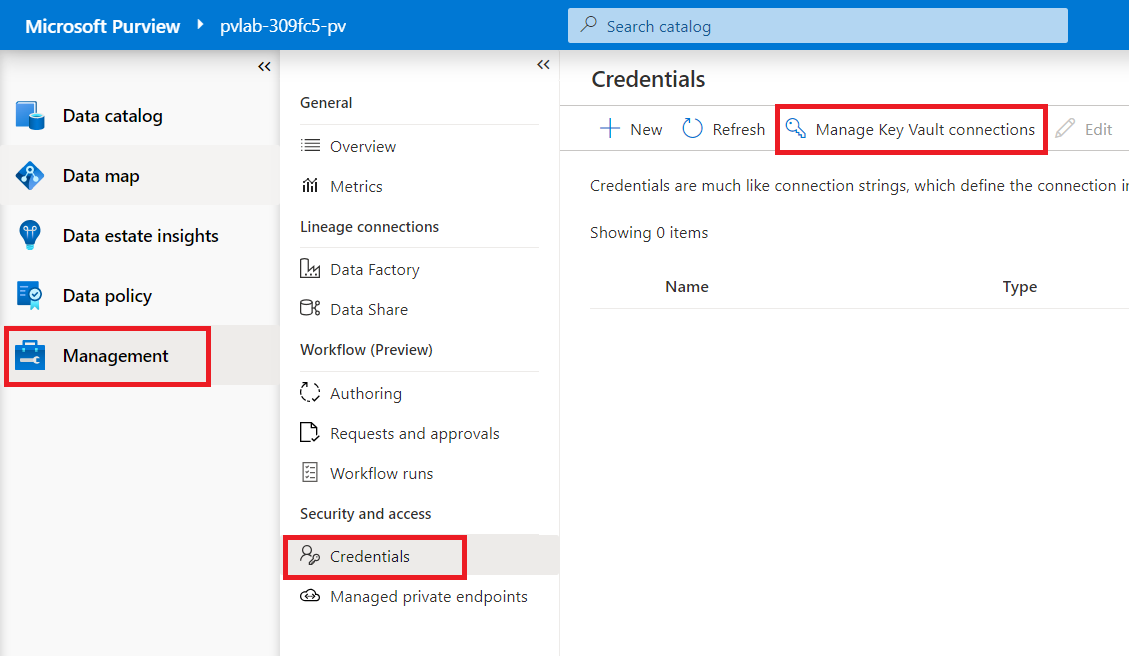 Microsoft Purview
pvlab-309fc5-pv
Search catalog
Data catalog
Data map
Data estate insights
Data policy
Management
General
Overview
Metrics
Lineage connections
Data Factory
Data Share
Workflow (Preview)
Authoring
Requests and approvals
Workflow runs
Security and access
Credentials
Managed private endpoints
Credentials
New Refresh Manage Key Vault connections Edit
Credentials are much like connection strings, which define the connection
Showing 0 items
Name Type